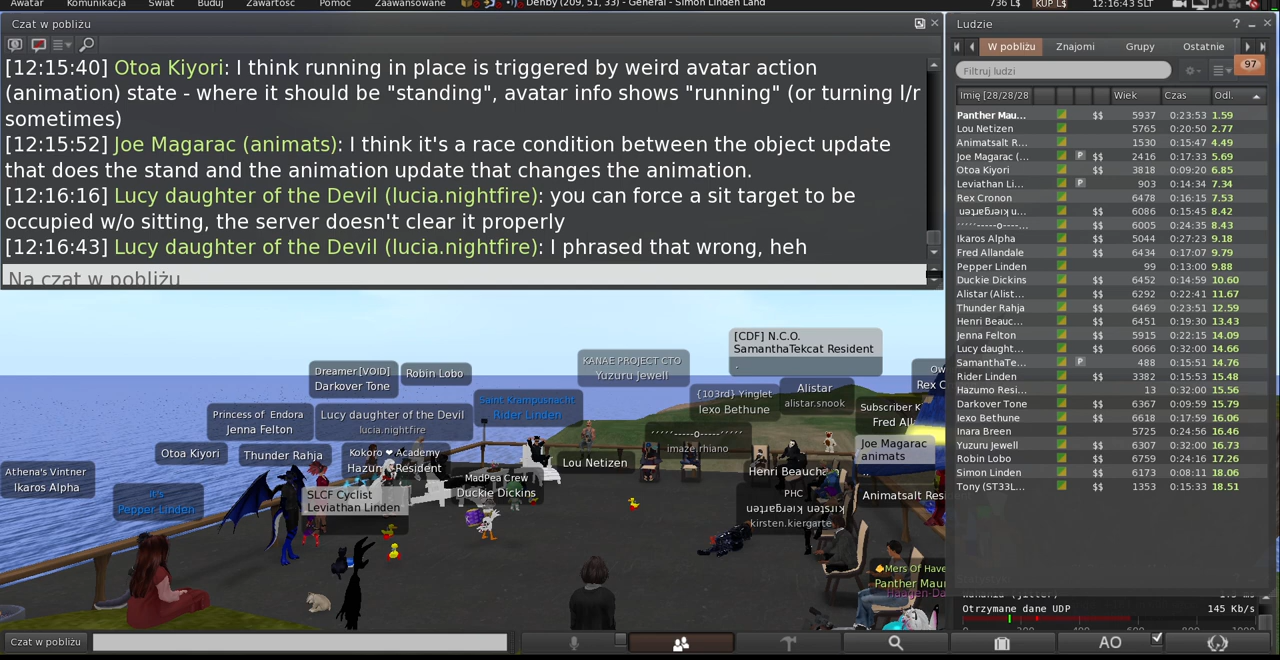 Awatar Komunikacja Świat Buduj Zawartość Pomoc Zaawansowane Denby (209, 51, 33) - General - Simon Linden Land 736 L$ KUP L$ 12:16:43 SLT
Czat w pobliżu
[12:15:40] Otoa Kiyori: I think running in place is triggered by weird avatar action
(animation) state - where it should be "standing", avatar info shows "running" (or turning l/r
sometimes)
[12:15:52] Joe Magarac (animats): I think it's a race condition between the object update
that does the stand and the animation update that changes the animation.
[12:16:16] Lucy daughter of the Devil (lucia.nightfire): you can force a sit target to be
occupied w/o sitting, the server doesn't clear it properly
[12:16:43] Lucy daughter of the Devil (lucia.nightfire): I phrased that wrong, heh
Na czat w pobliżu
[CDF] N.C.O.
SamanthaTekcat Resident
.
KANAE PROJECT CTO
Yuzuru Jewell
Dreamer [VOID]
Darkover Tone
Robin Lobo
Saint Krampusnacht
Rider Linden
{103rd} Yinglet
Iexo Bethune
Alistar
alistar.snook
Ow
Rex C
Princess of Endora
Jenna Felton
Lucy daughter of the Devil
lucia.nightfire
Subscriber K
Fred All
´´´´´-----o-----´´´´´
imaze.rhiano
Joe Magarac
animats
Otoa Kiyori
Thunder Rahja
Kokoro ❤ Academy
Hazum Resident
Lou Netizen
Henri Beaucha
Athena's Vintner
Ikaros Alpha
MadPea Crew
Duckie Dickins
It's
Pepper Linden
SLCF Cyclist
Leviathan Linden
PHC
kirsten.kiergarte
Animatsalt Resi
Mers Of Have
Panther Mau
Haagen-Da
Czat w pobliżu
AO
Ludzie
W pobliżu Znajomi Grupy Ostatnie
Filtruj ludzi 97
Imię [28/28/28 Wiek Czas Odl.
Panther Mau... $$ 5937 0:23:53 1.59
Lou Netizen 5765 0:20:50 2.77
Animatsalt R... 1530 0:15:47 4.49
Joe Magarac (... P $$ 2416 0:17:33 5.69
Otoa Kiyori $$ 3818 0:09:20 6.85
Leviathan Li... P 903 0:14:34 7.34
Rex Cronon 6478 0:16:15 7.53
$$ 6086 0:15:45 8.42
´´´´´-----o----... $$ 6005 0:24:35 8.43
Ikaros Alpha $$ 5044 0:27:23 9.18
Fred Allandale $$ 6434 0:17:07 9.79
Pepper Linden 99 0:13:00 9.88
Duckie Dickins $$ 6452 0:14:59 10.60
Alistar (Alist... $$ 6292 0:22:41 11.67
Thunder Rahja $$ 6469 0:23:51 12.59
Henri Beauc... $$ 6451 0:19:30 13.43
Jenna Felton $$ 5915 0:22:15 14.09
Lucy daught... $$ 6066 0:32:00 14.66
SamanthaTe... P 488 0:15:51 14.76
Rider Linden $$ 3382 0:15:53 15.48
Hazumo Resi... 13 0:32:00 15.56
Darkover Tone $$ 6367 0:09:59 15.79
Iexo Bethune $$ 6618 0:17:59 16.06
Inara Breen 5725 0:24:56 16.46
Yuzuru Jewell $$ 6307 0:32:00 16.73
Robin Lobo $$ 6759 0:24:16 17.26
Simon Linden $$ 6173 0:08:11 18.06
Tony (ST33L... $$ 1353 0:15:33 18.51
Otrzymane dane UDP 145 Kb/s